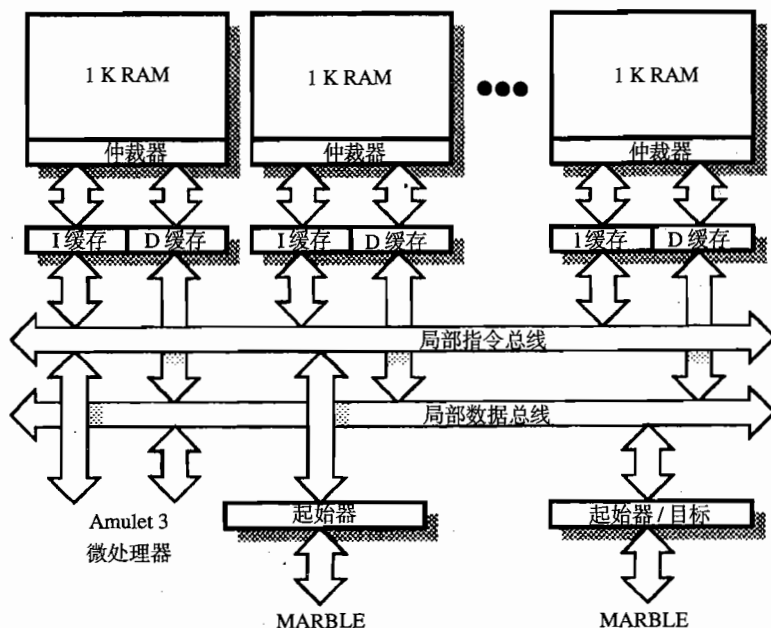 1 K RAM
1 K RAM
1 K RAM
仲裁器
仲裁器
仲裁器
I 缓存
D 缓存
I 缓存
D 缓存
I 缓存
D 缓存
局部指令总线
局部数据总线
Amulet 3
微处理器
起始器
起始器 / 目标
MARBLE
MARBLE